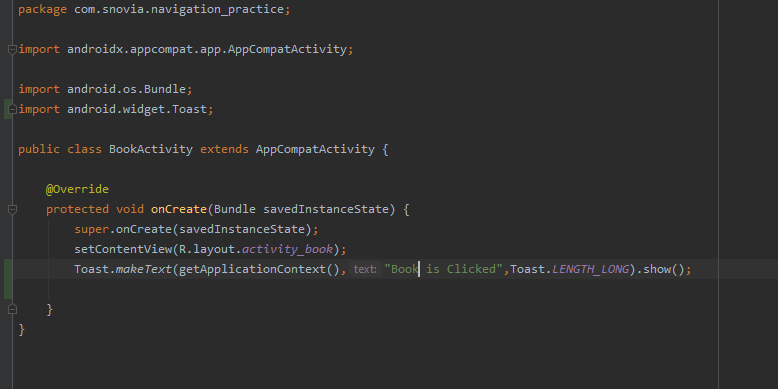 package com.snovia.navigation_practice;
import androidx.appcompat.app.AppCompatActivity;
import android.os.Bundle;
import android.widget.Toast;
public class BookActivity extends AppCompatActivity {
@Override
protected void onCreate(Bundle savedInstanceState) {
super.onCreate(savedInstanceState);
setContentView(R.layout.activity_book);
Toast.makeText(getApplicationContext(), text: "Book is Clicked",Toast.LENGTH_LONG).show();
}
}